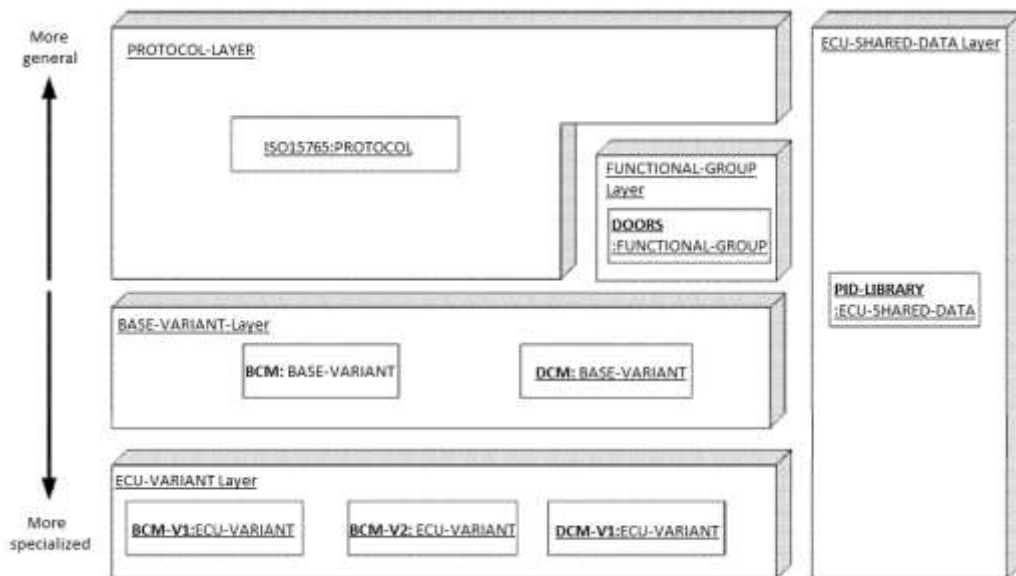 More
general
PROTOCOL-LAYER
ECU-SHARED-DATA Layer
ISO15765:PROTOCOL
FUNCTIONAL-GROUP
Layer
DOORS
:FUNCTIONAL-GROUP
PID-LIBRARY
:ECU-SHARED-DATA
BASE-VARIANT-Layer
BCM: BASE-VARIANT
DCM: BASE-VARIANT
ECU-VARIANT Layer
BCM-V1:ECU-VARIANT
BCM-V2: ECU-VARIANT
DCM-V1:ECU-VARIANT
More
specialized